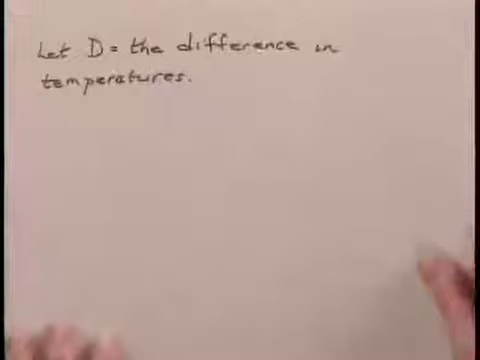 Let D = the difference in
temperatures.